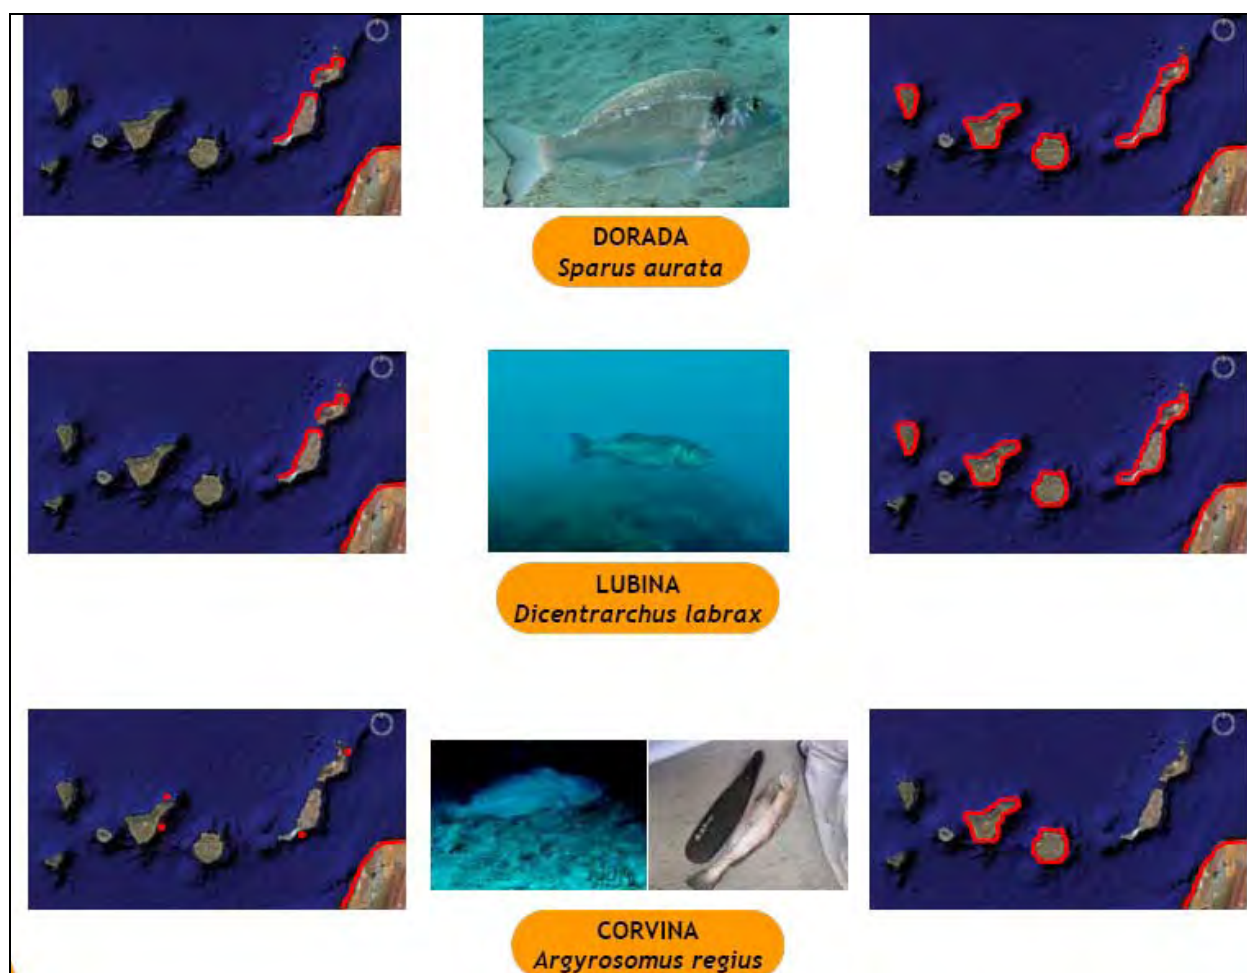 DORADA
Sparus aurata
LUBINA
Dicentrarchus labrax
CORVINA
Argyrosomus regius